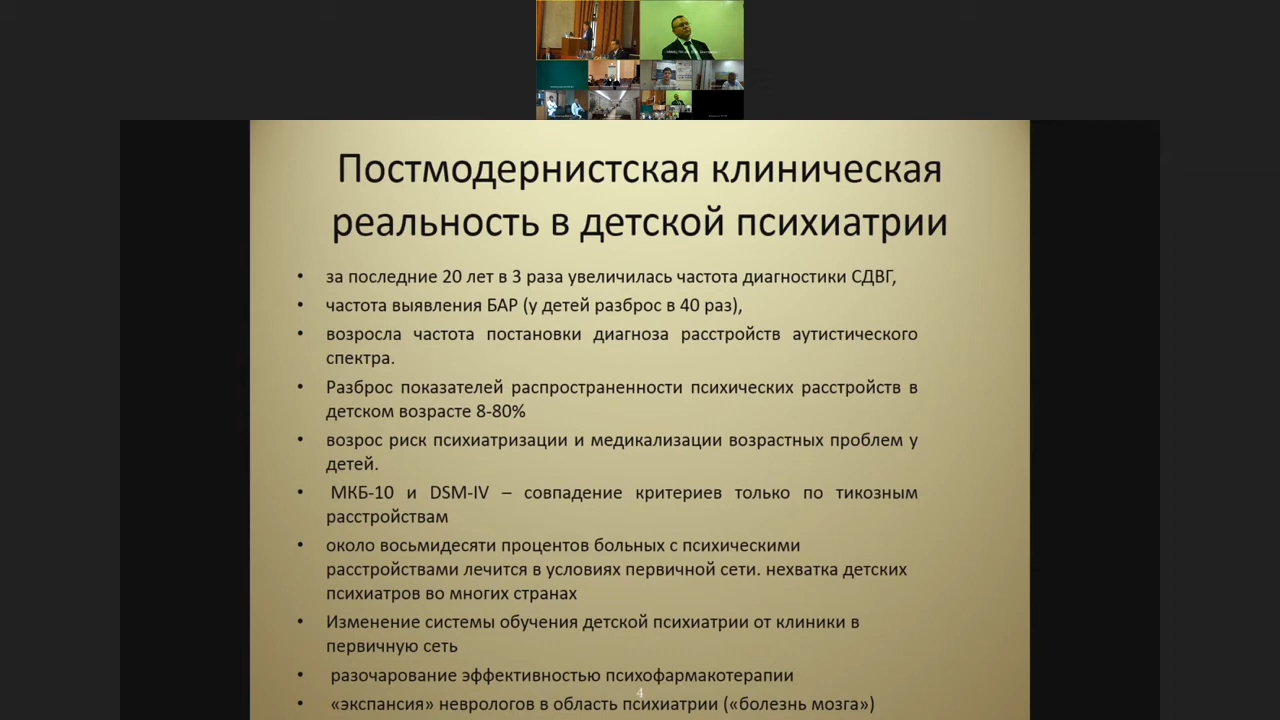 Постмодернистская клиническая
реальность в детской психиатрии
• за последние 20 лет в 3 раза увеличилась частота диагностики СДВГ,
• частота выявления БАР (у детей разброс в 40 раз),
• возросла частота постановки диагноза расстройств аутистического
спектра.
• Разброс показателей распространенности психических расстройств в
детском возрасте 8-80%
• возрос риск психиатризации и медикализации возрастных проблем у
детей.
• МКБ-10 и DSM-IV – совпадение критериев только по тикозным
расстройствам
• около восьмидесяти процентов больных с психическими
расстройствами лечится в условиях первичной сети. нехватка детских
психиатров во многих странах
• Изменение системы обучения детской психиатрии от клиники в
первичную сеть
• разочарование эффективностью психофармакотерапии
4
• «экспансия» неврологов в область психиатрии («болезнь мозга»)